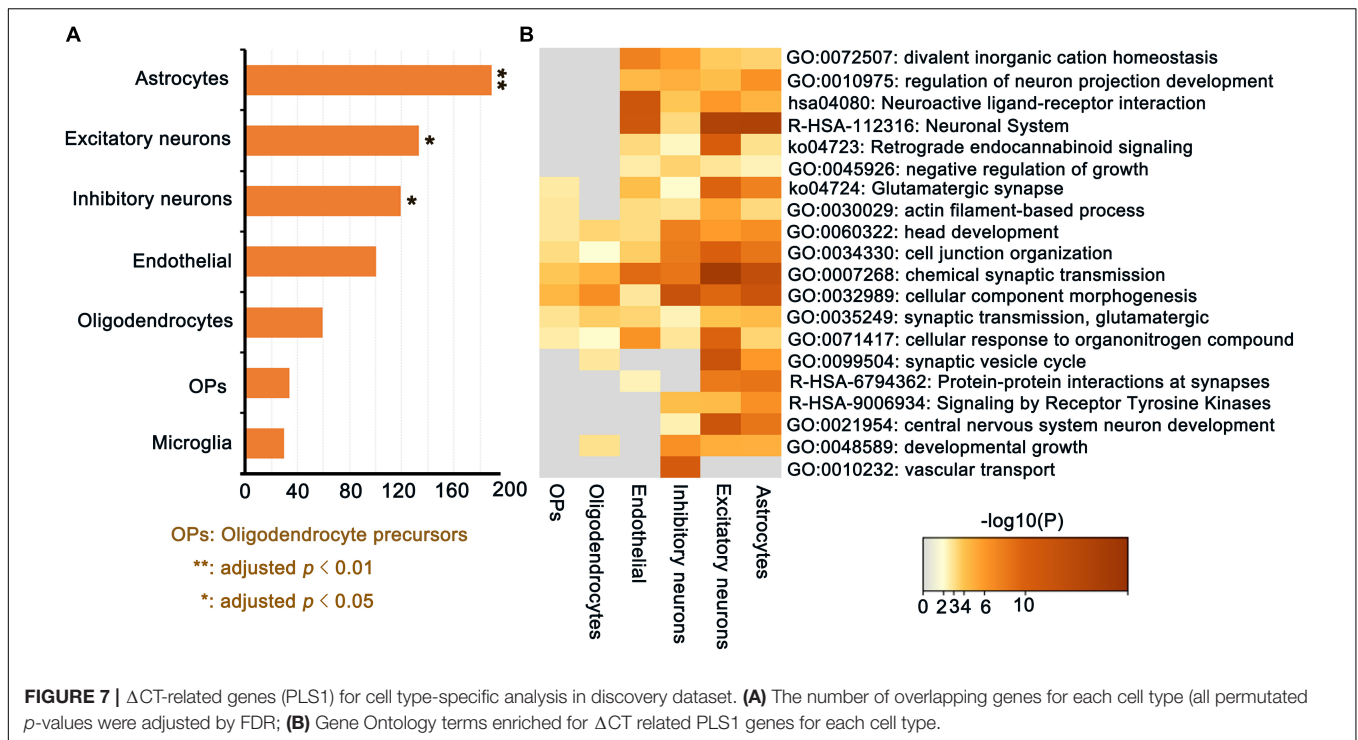 A
Astrocytes
**
Excitatory neurons
*
Inhibitory neurons
*
Endothelial
Oligodendrocytes
OPs
Microglia
0 40 80 120 160 200
OPs: Oligodendrocyte precursors
**: adjusted p < 0.01
*: adjusted p < 0.05
B
GO:0072507: divalent inorganic cation homeostasis
GO:0010975: regulation of neuron projection development
hsa04080: Neuroactive ligand-receptor interaction
R-HSA-112316: Neuronal System
ko04723: Retrograde endocannabinoid signaling
GO:0045926: negative regulation of growth
ko04724: Glutamatergic synapse
GO:0030029: actin filament-based process
GO:0060322: head development
GO:0034330: cell junction organization
GO:0007268: chemical synaptic transmission
GO:0032989: cellular component morphogenesis
GO:0035249: synaptic transmission, glutamatergic
GO:0071417: cellular response to organonitrogen compound
GO:0099504: synaptic vesicle cycle
R-HSA-6794362: Protein-protein interactions at synapses
R-HSA-9006934: Signaling by Receptor Tyrosine Kinases
GO:0021954: central nervous system neuron development
GO:0048589: developmental growth
GO:0010232: vascular transport
OPs
Oligodendrocytes
Endothelial
Inhibitory neurons
Excitatory neurons
Astrocytes
-log10(P)
0 2 3 4 6 10
FIGURE 7 | ΔCT-related genes (PLS1) for cell type-specific analysis in discovery dataset. (A) The number of overlapping genes for each cell type (all permutated
p-values were adjusted by FDR; (B) Gene Ontology terms enriched for ΔCT related PLS1 genes for each cell type.